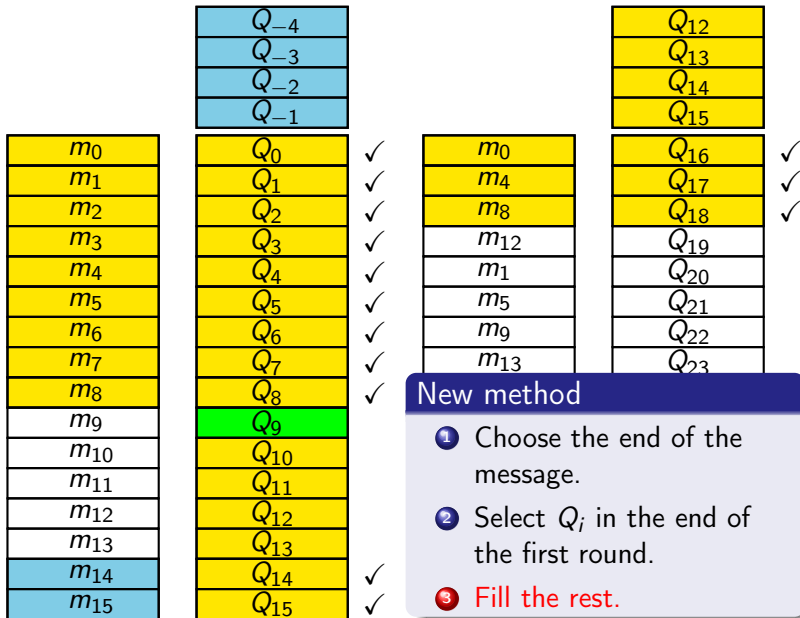 Q₋₄
Q₋₃
Q₋₂
Q₋₁
m₀ Q₀ ✓
m₁ Q₁ ✓
m₂ Q₂ ✓
m₃ Q₃ ✓
m₄ Q₄ ✓
m₅ Q₅ ✓
m₆ Q₆ ✓
m₇ Q₇ ✓
m₈ Q₈ ✓
m₉ Q₉
m₁₀ Q₁₀
m₁₁ Q₁₁
m₁₂ Q₁₂
m₁₃ Q₁₃
m₁₄ Q₁₄ ✓
m₁₅ Q₁₅ ✓
Q₁₂
Q₁₃
Q₁₄
Q₁₅
m₀ Q₁₆ ✓
m₄ Q₁₇ ✓
m₈ Q₁₈ ✓
m₁₂ Q₁₉
m₁ Q₂₀
m₅ Q₂₁
m₉ Q₂₂
m₁₃ Q₂₃
New method
1 Choose the end of the
message.
2 Select Qᵢ in the end of
the first round.
3 Fill the rest.